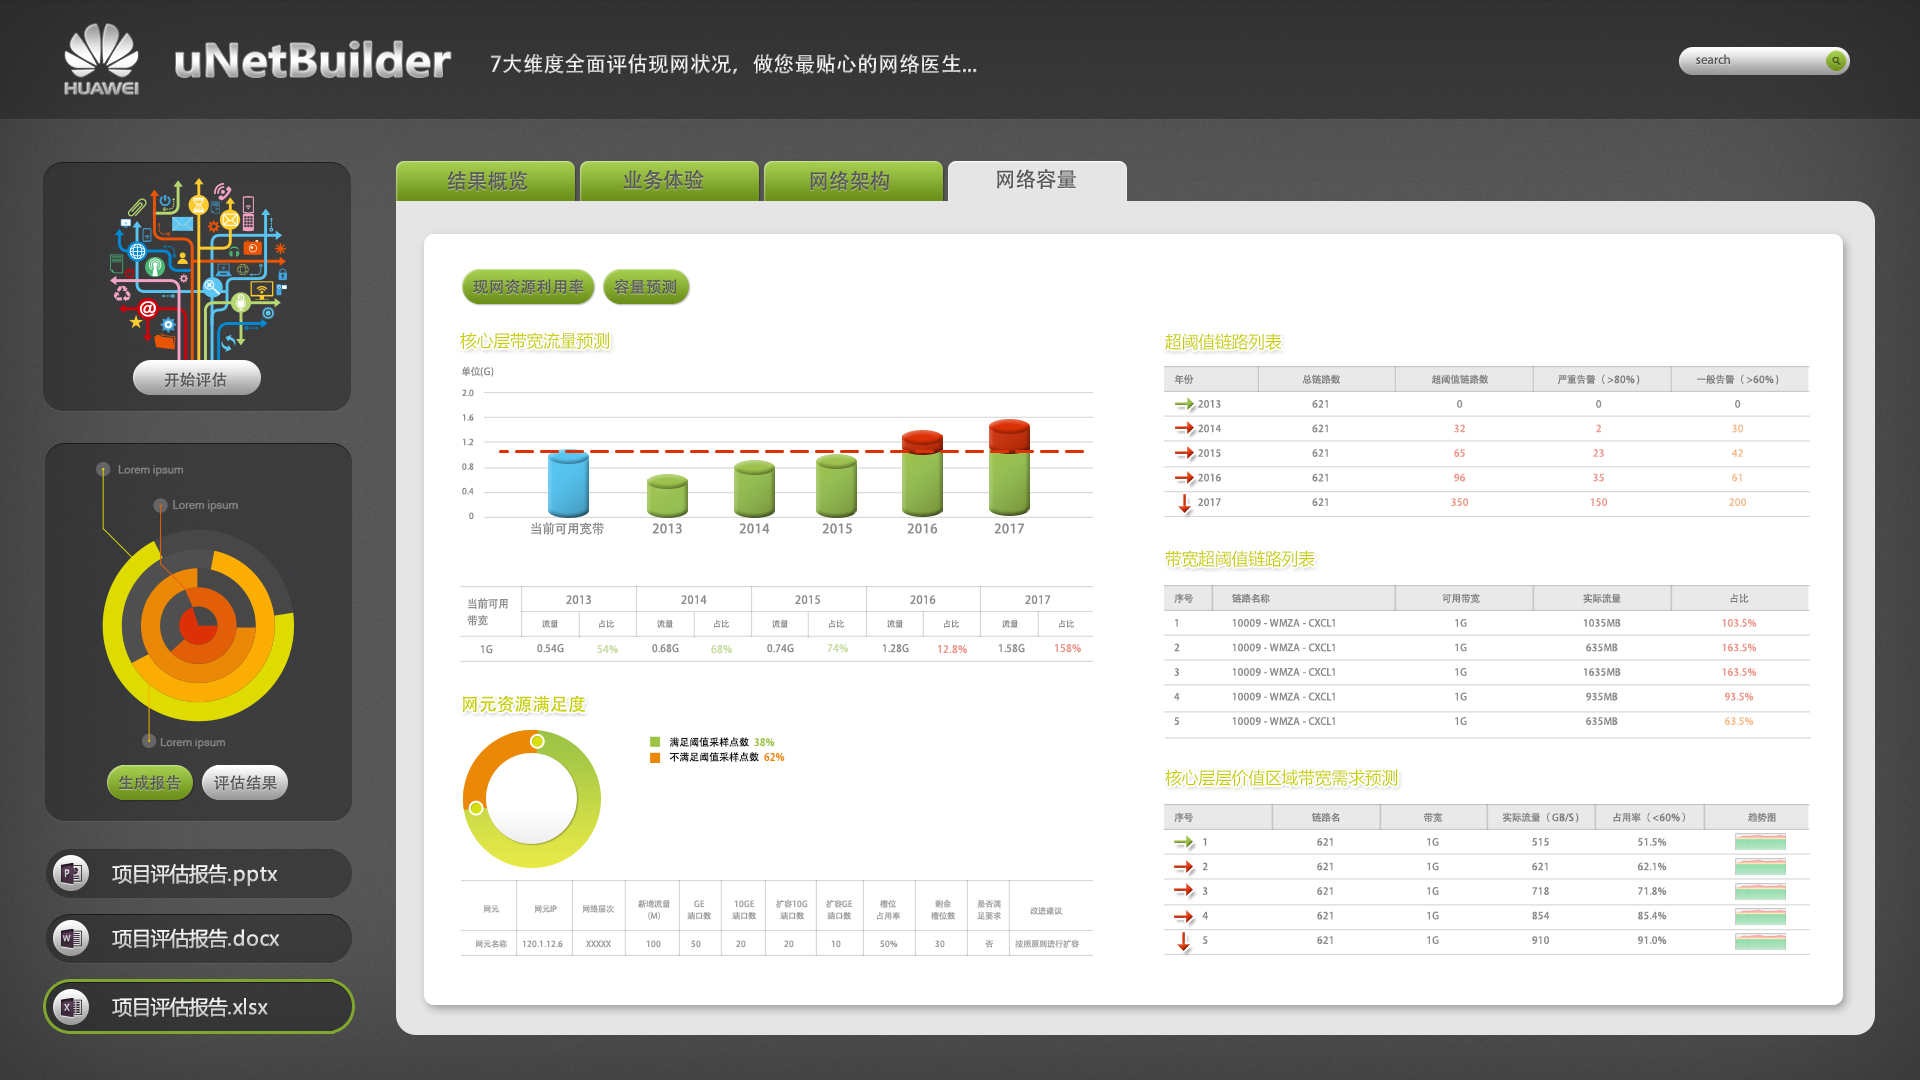 HUAWEI
uNetBuilder
7大维度全面评估现网状况，做您最贴心的网络医生...
search
开始评估
Lorem ipsum
Lorem ipsum
Lorem ipsum
生成报告 评估结果
项目评估报告.pptx
项目评估报告.docx
项目评估报告.xlsx
结果概览 业务体验 网络架构 网络容量
现网资源利用率 容量预测
核心层带宽流量预测
单位(G)
2.0
1.6
1.2
0.8
0.4
0
当前可用宽带 2013 2014 2015 2016 2017
当前可用带宽 2013 2014 2015 2016 2017
流量 占比 流量 占比 流量 占比 流量 占比 流量 占比
1G 0.54G 54% 0.68G 68% 0.74G 74% 1.28G 12.8% 1.58G 158%
网元资源满足度
满足阈值采样点数 38%
不满足阈值采样点数 62%
网元 网元IP 网络层次 新增流量(M) GE端口数 10GE端口数 扩容10G端口数 扩容GE端口数 槽位占用率 剩余槽位数 是否满足要求 改进建议
网元名称 120.1.12.6 XXXXX 100 50 20 20 10 50% 30 否 按照原则进行扩容
超阈值链路列表
年份 总链路数 超阈值链路数 严重告警（>80%） 一般告警（>60%）
2013 621 0 0 0
2014 621 32 2 30
2015 621 65 23 42
2016 621 96 35 61
2017 621 350 150 200
带宽超阈值链路列表
序号 链路名称 可用带宽 实际流量 占比
1 10009 - WMZA - CXCL1 1G 1035MB 103.5%
2 10009 - WMZA - CXCL1 1G 635MB 163.5%
3 10009 - WMZA - CXCL1 1G 1635MB 163.5%
4 10009 - WMZA - CXCL1 1G 935MB 93.5%
5 10009 - WMZA - CXCL1 1G 635MB 63.5%
核心层层价值区域带宽需求预测
序号 链路名 带宽 实际流量（GB/S） 占用率（<60%） 趋势图
1 621 1G 515 51.5%
2 621 1G 621 62.1%
3 621 1G 718 71.8%
4 621 1G 854 85.4%
5 621 1G 910 91.0%